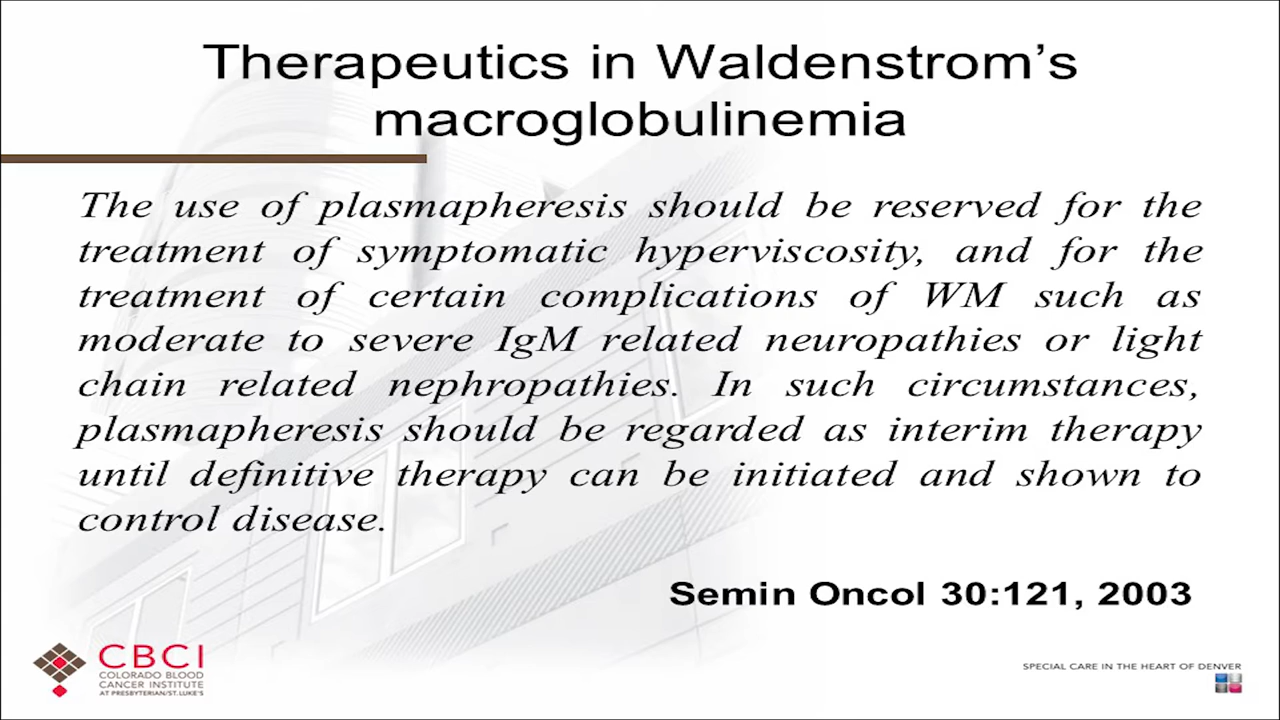 Therapeutics in Waldenstrom’s
macroglobulinemia
The use of plasmapheresis should be reserved for the
treatment of symptomatic hyperviscosity, and for the
treatment of certain complications of WM such as
moderate to severe IgM related neuropathies or light
chain related nephropathies. In such circumstances,
plasmapheresis should be regarded as interim therapy
until definitive therapy can be initiated and shown to
control disease.
Semin Oncol 30:121, 2003
CBCI
COLORADO BLOOD
CANCER INSTITUTE
AT PRESBYTERIAN/ST. LUKE'S
SPECIAL CARE IN THE HEART OF DENVER